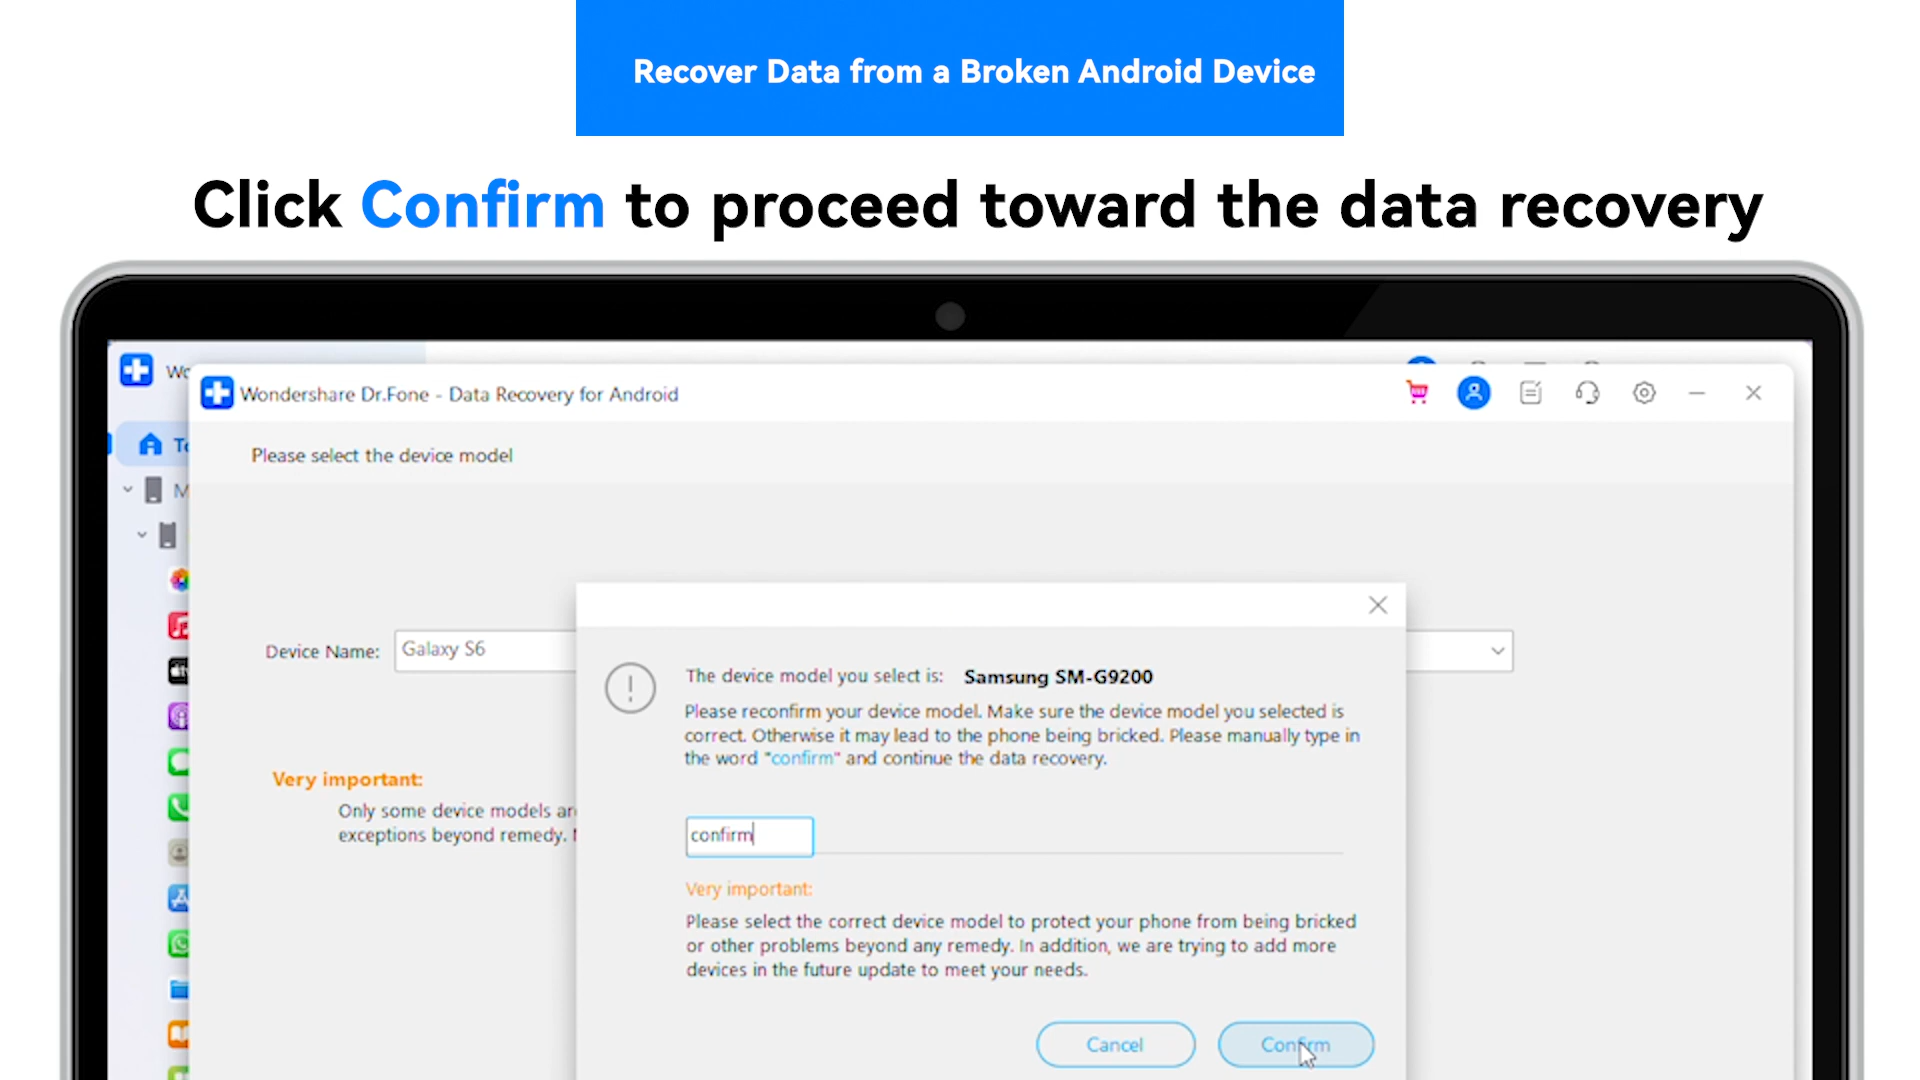 Recover Data from a Broken Android Device
Click Confirm to proceed toward the data recovery
Wondershare Dr.Fone - Data Recovery for Android
Please select the device model
Device Name: Galaxy S6
The device model you select is: Samsung SM-G9200
Please reconfirm your device model. Make sure the device model you selected is
correct. Otherwise it may lead to the phone being bricked. Please manually type in
the word "confirm" and continue the data recovery.
confirm
Very important:
Only some device models
exceptions beyond remedy.
Very important:
Please select the correct device model to protect your phone from being bricked
or other problems beyond any remedy. In addition, we are trying to add more
devices in the future update to meet your needs.
Cancel
Confirm